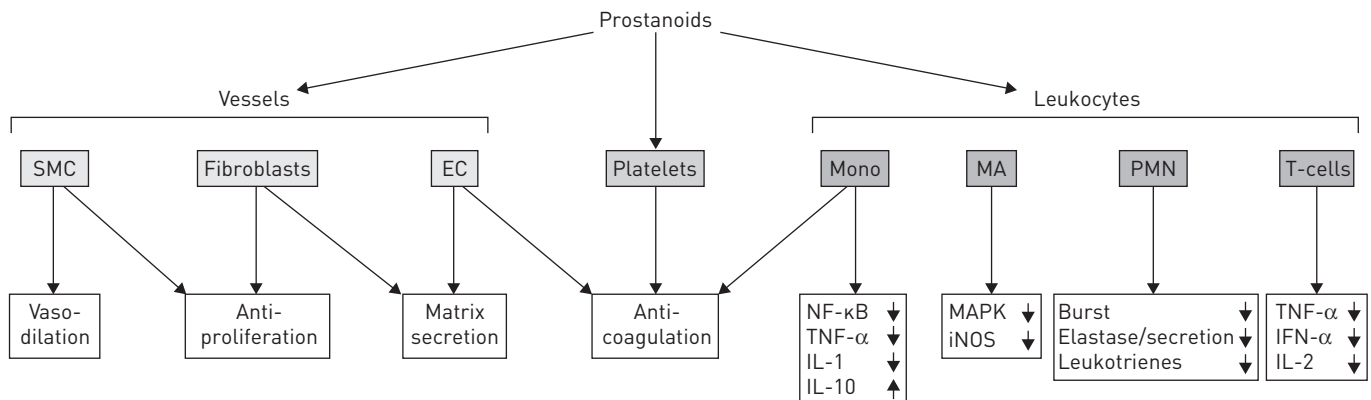 Prostanoids
Vessels
Leukocytes
SMC
Fibroblasts
EC
Platelets
Mono
MA
PMN
T-cells
Vaso-
dilation
Anti-
proliferation
Matrix
secretion
Anti-
coagulation
NF-κB ↓
TNF-α ↓
IL-1 ↓
IL-10 ↑
MAPK ↓
iNOS ↓
Burst ↓
Elastase/secretion ↓
Leukotrienes ↓
TNF-α ↓
IFN-α ↓
IL-2 ↓